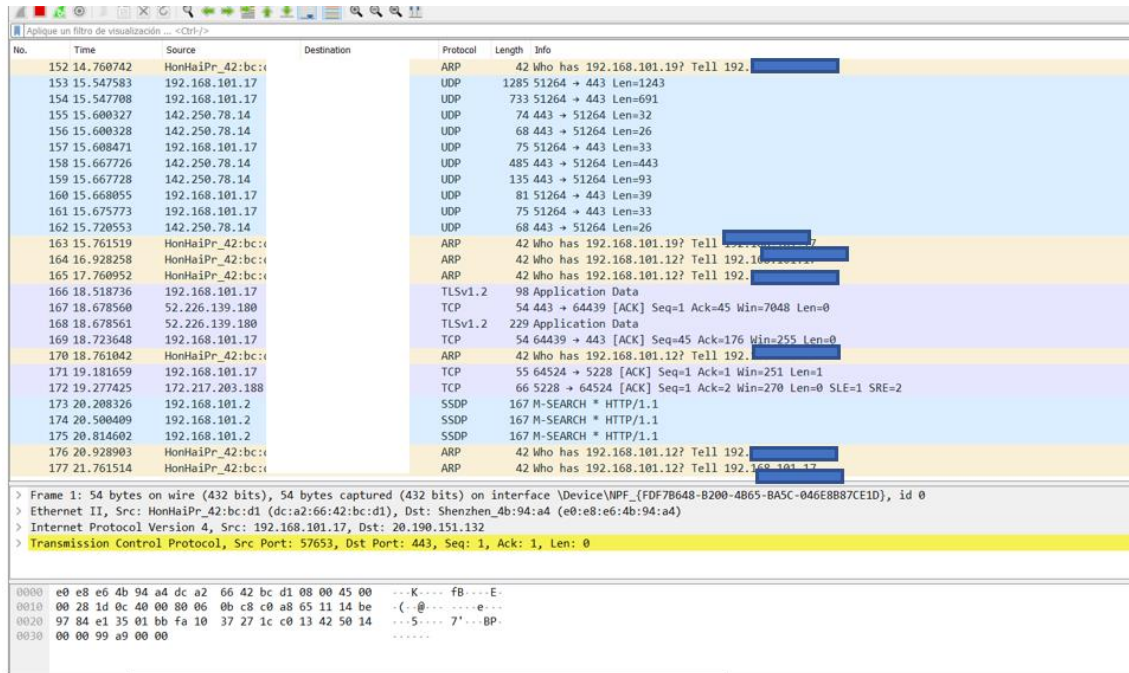 Aplique un filtro de visualización ... <Ctrl-/>
No. Time Source Destination Protocol Length Info
152 14.760742 HonHaiPr_42:bc: ARP 42 Who has 192.168.101.19? Tell 192.
153 15.547583 192.168.101.17 UDP 1285 51264 → 443 Len=1243
154 15.547708 192.168.101.17 UDP 733 51264 → 443 Len=691
155 15.600327 142.250.78.14 UDP 74 443 → 51264 Len=32
156 15.600328 142.250.78.14 UDP 68 443 → 51264 Len=26
157 15.608471 192.168.101.17 UDP 75 51264 → 443 Len=33
158 15.667726 142.250.78.14 UDP 485 443 → 51264 Len=443
159 15.667728 142.250.78.14 UDP 135 443 → 51264 Len=93
160 15.668055 192.168.101.17 UDP 81 51264 → 443 Len=39
161 15.675773 192.168.101.17 UDP 75 51264 → 443 Len=33
162 15.720553 142.250.78.14 UDP 68 443 → 51264 Len=26
163 15.761519 HonHaiPr_42:bc: ARP 42 Who has 192.168.101.19? Tell
164 16.928258 HonHaiPr_42:bc: ARP 42 Who has 192.168.101.12? Tell
165 17.760952 HonHaiPr_42:bc: ARP 42 Who has 192.168.101.12? Tell 192.
166 18.518736 192.168.101.17 TLSv1.2 98 Application Data
167 18.678560 52.226.139.180 TCP 54 443 → 64439 [ACK] Seq=1 Ack=45 Win=7048 Len=0
168 18.678561 52.226.139.180 TLSv1.2 229 Application Data
169 18.723648 192.168.101.17 TCP 54 64439 → 443 [ACK] Seq=45 Ack=176 Win=255 Len=0
170 18.761042 HonHaiPr_42:bc: ARP 42 Who has 192.168.101.12? Tell 192.
171 19.181659 192.168.101.17 TCP 55 64524 → 5228 [ACK] Seq=1 Ack=1 Win=251 Len=1
172 19.277425 172.217.203.188 TCP 66 5228 → 64524 [ACK] Seq=1 Ack=2 Win=270 Len=0 SLE=1 SRE=2
173 20.208326 192.168.101.2 SSDP 167 M-SEARCH * HTTP/1.1
174 20.500409 192.168.101.2 SSDP 167 M-SEARCH * HTTP/1.1
175 20.814602 192.168.101.2 SSDP 167 M-SEARCH * HTTP/1.1
176 20.928903 HonHaiPr_42:bc: ARP 42 Who has 192.168.101.12? Tell 192.
177 21.761514 HonHaiPr_42:bc: ARP 42 Who has 192.168.101.12? Tell 192.168.101.17
> Frame 1: 54 bytes on wire (432 bits), 54 bytes captured (432 bits) on interface \Device\NPF_{FDF7B648-B200-4B65-BA5C-046E8B87CE1D}, id 0
> Ethernet II, Src: HonHaiPr_42:bc:d1 (dc:a2:66:42:bc:d1), Dst: Shenzhen_4b:94:a4 (e0:e8:e6:4b:94:a4)
> Internet Protocol Version 4, Src: 192.168.101.17, Dst: 20.190.151.132
> Transmission Control Protocol, Src Port: 57653, Dst Port: 443, Seq: 1, Ack: 1, Len: 0
0000 e0 e8 e6 4b 94 a4 dc a2 66 42 bc d1 08 00 45 00 ···K···· fB····E·
0010 00 28 1d 0c 40 00 80 06 0b c8 c0 a8 65 11 14 be ·(··@··· ····e···
0020 97 84 e1 35 01 bb fa 10 37 27 1c c0 13 42 50 14 ···5···· 7'···BP·
0030 00 00 99 a9 00 00 ······